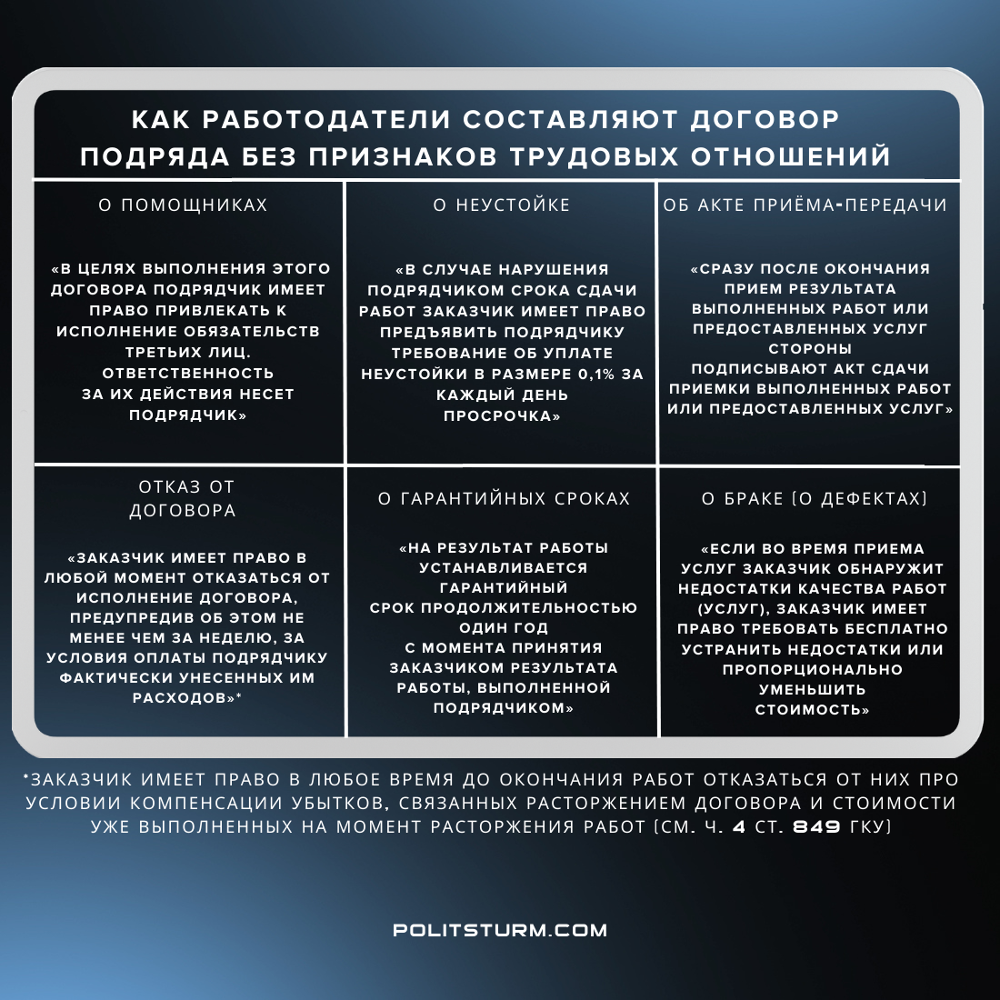 КАК РАБОТОДАТЕЛИ СОСТАВЛЯЮТ ДОГОВОР
ПОДРЯДА БЕЗ ПРИЗНАКОВ ТРУДОВЫХ ОТНОШЕНИЙ
О ПОМОЩНИКАХ
«В ЦЕЛЯХ ВЫПОЛНЕНИЯ ЭТОГО
ДОГОВОРА ПОДРЯДЧИК ИМЕЕТ
ПРАВО ПРИВЛЕКАТЬ К
ИСПОЛНЕНИЕ ОБЯЗАТЕЛЬСТВ
ТРЕТЬИХ ЛИЦ.
ОТВЕТСТВЕННОСТЬ
ЗА ИХ ДЕЙСТВИЯ НЕСЕТ
ПОДРЯДЧИК»
О НЕУСТОЙКЕ
«В СЛУЧАЕ НАРУШЕНИЯ
ПОДРЯДЧИКОМ СРОКА СДАЧИ
РАБОТ ЗАКАЗЧИК ИМЕЕТ ПРАВО
ПРЕДЪЯВИТЬ ПОДРЯДЧИКУ
ТРЕБОВАНИЕ ОБ УПЛАТЕ
НЕУСТОЙКИ В РАЗМЕРЕ 0,1% ЗА
КАЖДЫЙ ДЕНЬ
ПРОСРОЧКА»
ОБ АКТЕ ПРИЁМА-ПЕРЕДАЧИ
«СРАЗУ ПОСЛЕ ОКОНЧАНИЯ
ПРИЕМ РЕЗУЛЬТАТА
ВЫПОЛНЕННЫХ РАБОТ ИЛИ
ПРЕДОСТАВЛЕННЫХ УСЛУГ
СТОРОНЫ
ПОДПИСЫВАЮТ АКТ СДАЧИ
ПРИЕМКИ ВЫПОЛНЕННЫХ РАБОТ
ИЛИ ПРЕДОСТАВЛЕННЫХ УСЛУГ»
ОТКАЗ ОТ
ДОГОВОРА
«ЗАКАЗЧИК ИМЕЕТ ПРАВО В
ЛЮБОЙ МОМЕНТ ОТКАЗАТЬСЯ ОТ
ИСПОЛНЕНИЕ ДОГОВОРА,
ПРЕДУПРЕДИВ ОБ ЭТОМ НЕ
МЕНЕЕ ЧЕМ ЗА НЕДЕЛЮ, ЗА
УСЛОВИЯ ОПЛАТЫ ПОДРЯДЧИКУ
ФАКТИЧЕСКИ УНЕСЕННЫХ ИМ
РАСХОДОВ»*
О ГАРАНТИЙНЫХ СРОКАХ
«НА РЕЗУЛЬТАТ РАБОТЫ
УСТАНАВЛИВАЕТСЯ
ГАРАНТИЙНЫЙ
СРОК ПРОДОЛЖИТЕЛЬНОСТЬЮ
ОДИН ГОД
С МОМЕНТА ПРИНЯТИЯ
ЗАКАЗЧИКОМ РЕЗУЛЬТАТА
РАБОТЫ, ВЫПОЛНЕННОЙ
ПОДРЯДЧИКОМ»
О БРАКЕ (О ДЕФЕКТАХ)
«ЕСЛИ ВО ВРЕМЯ ПРИЕМА
УСЛУГ ЗАКАЗЧИК ОБНАРУЖИТ
НЕДОСТАТКИ КАЧЕСТВА РАБОТ
(УСЛУГ), ЗАКАЗЧИК ИМЕЕТ
ПРАВО ТРЕБОВАТЬ БЕСПЛАТНО
УСТРАНИТЬ НЕДОСТАТКИ ИЛИ
ПРОПОРЦИОНАЛЬНО
УМЕНЬШИТЬ
СТОИМОСТЬ»
*ЗАКАЗЧИК ИМЕЕТ ПРАВО В ЛЮБОЕ ВРЕМЯ ДО ОКОНЧАНИЯ РАБОТ ОТКАЗАТЬСЯ ОТ НИХ ПРО
УСЛОВИИ КОМПЕНСАЦИИ УБЫТКОВ, СВЯЗАННЫХ РАСТОРЖЕНИЕМ ДОГОВОРА И СТОИМОСТИ
УЖЕ ВЫПОЛНЕННЫХ НА МОМЕНТ РАСТОРЖЕНИЯ РАБОТ (СМ. Ч. 4 СТ. 849 ГКУ)
POLITSTURM.COM